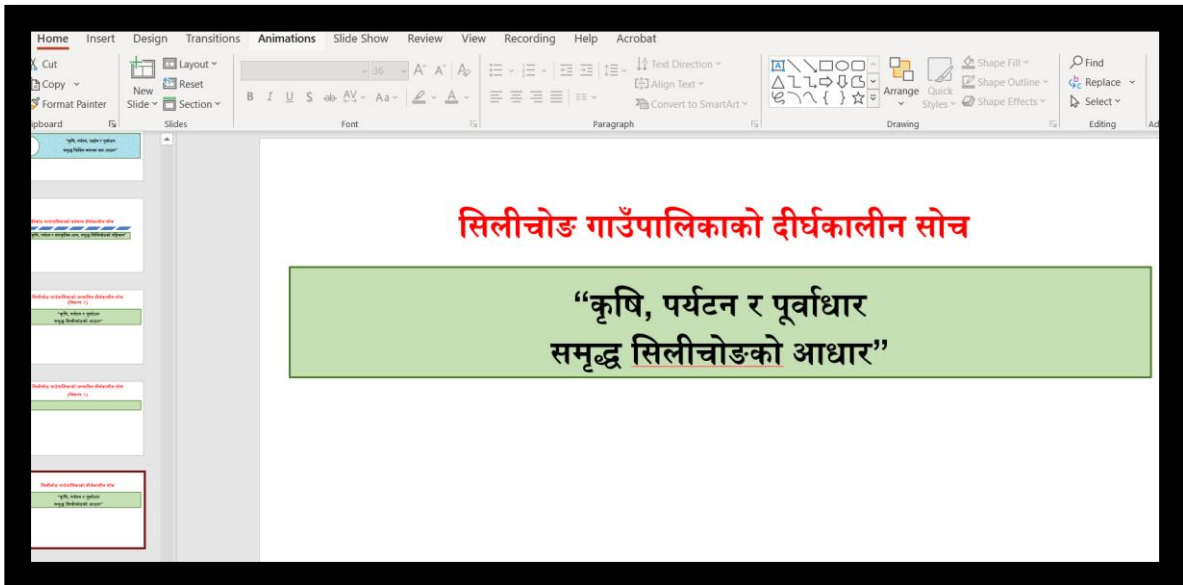 Home Insert Design Transitions Animations Slide Show Review View Recording Help Acrobat
Cut
Copy
Format Painter
New Slide
Layout
Reset
Section
Slides
36
Font
Text Direction
Align Text
Convert to SmartArt
Paragraph
Arrange
Quick Styles
Shape Fill
Shape Outline
Shape Effects
Drawing
Find
Replace
Select
Editing
सिलीचोङ गाउँपालिकाको दीर्घकालीन सोच
“कृषि, पर्यटन र पूर्वाधार
समृद्ध सिलीचोङको आधार”